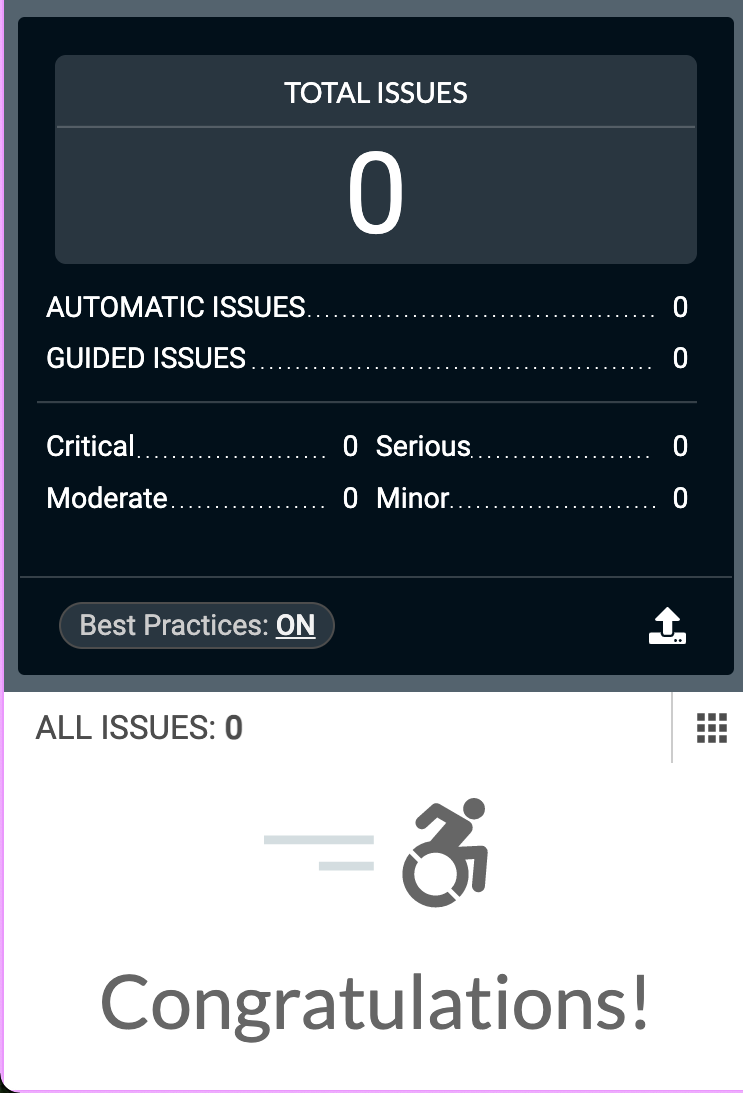 TOTAL ISSUES
0
AUTOMATIC ISSUES 0
GUIDED ISSUES 0
Critical 0 Serious 0
Moderate 0 Minor 0
Best Practices: ON
ALL ISSUES: 0
Congratulations!